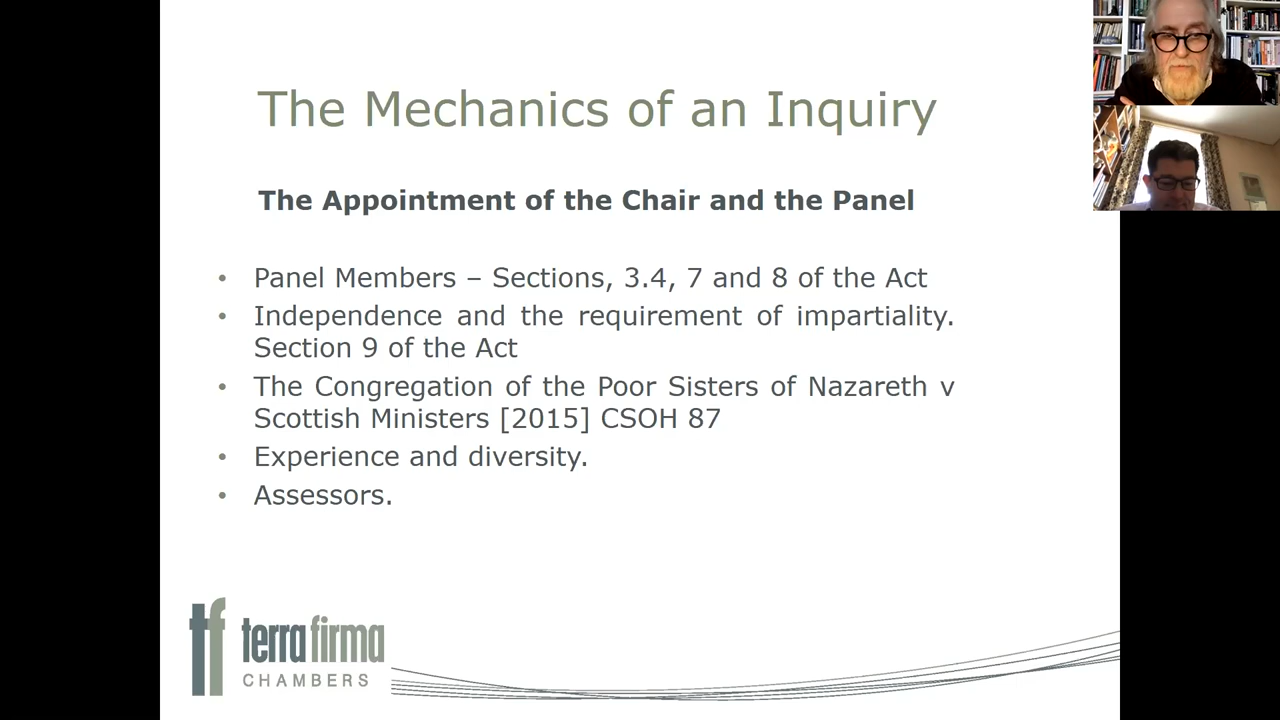 The Mechanics of an Inquiry
The Appointment of the Chair and the Panel
• Panel Members – Sections, 3.4, 7 and 8 of the Act
• Independence and the requirement of impartiality.
Section 9 of the Act
• The Congregation of the Poor Sisters of Nazareth v
Scottish Ministers [2015] CSOH 87
• Experience and diversity.
• Assessors.
tf terra firma
CHAMBERS